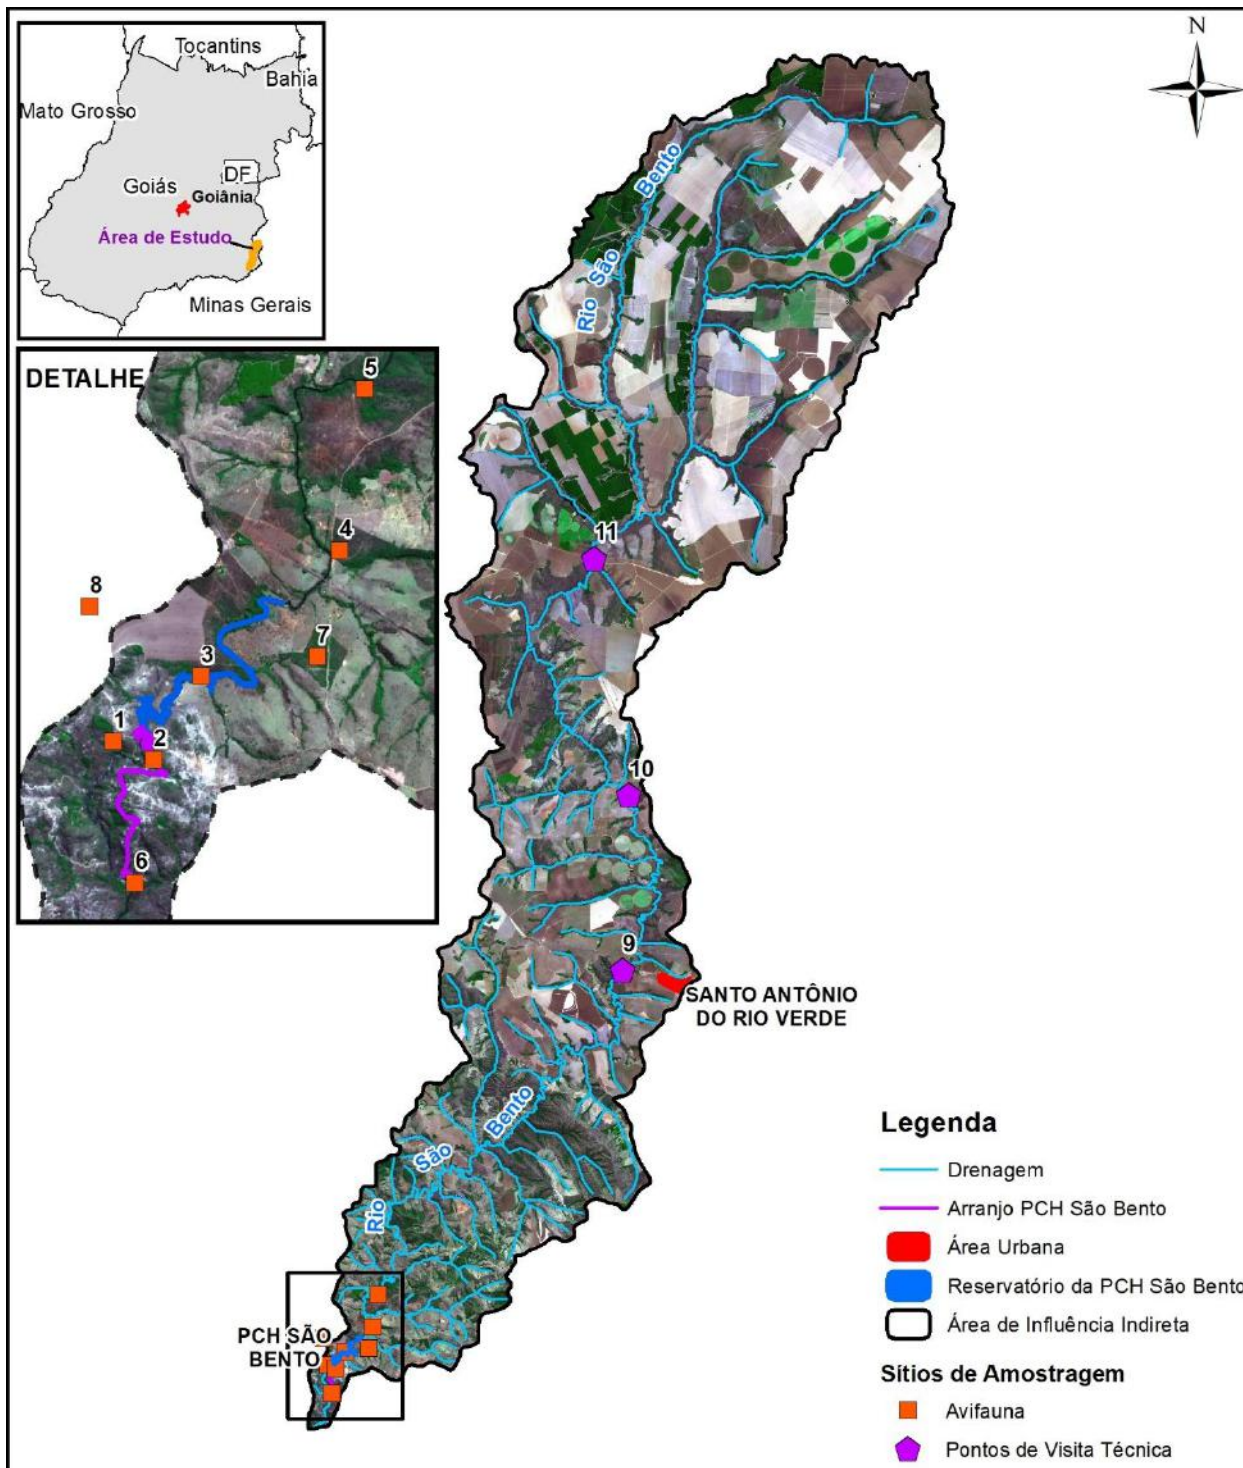 Tocantins
Bahia
Mato Grosso
DF
Goiás
Goiânia
Área de Estudo
Minas Gerais
N
Rio São Bento
DETALHE
5
4
8
7
3
1
2
6
11
10
9
SANTO ANTÔNIO
DO RIO VERDE
Rio São Bento
PCH SÃO
BENTO
Legenda
Drenagem
Arranjo PCH São Bento
Área Urbana
Reservatório da PCH São Bento
Área de Influência Indireta
Sítios de Amostragem
Avifauna
Pontos de Visita Técnica